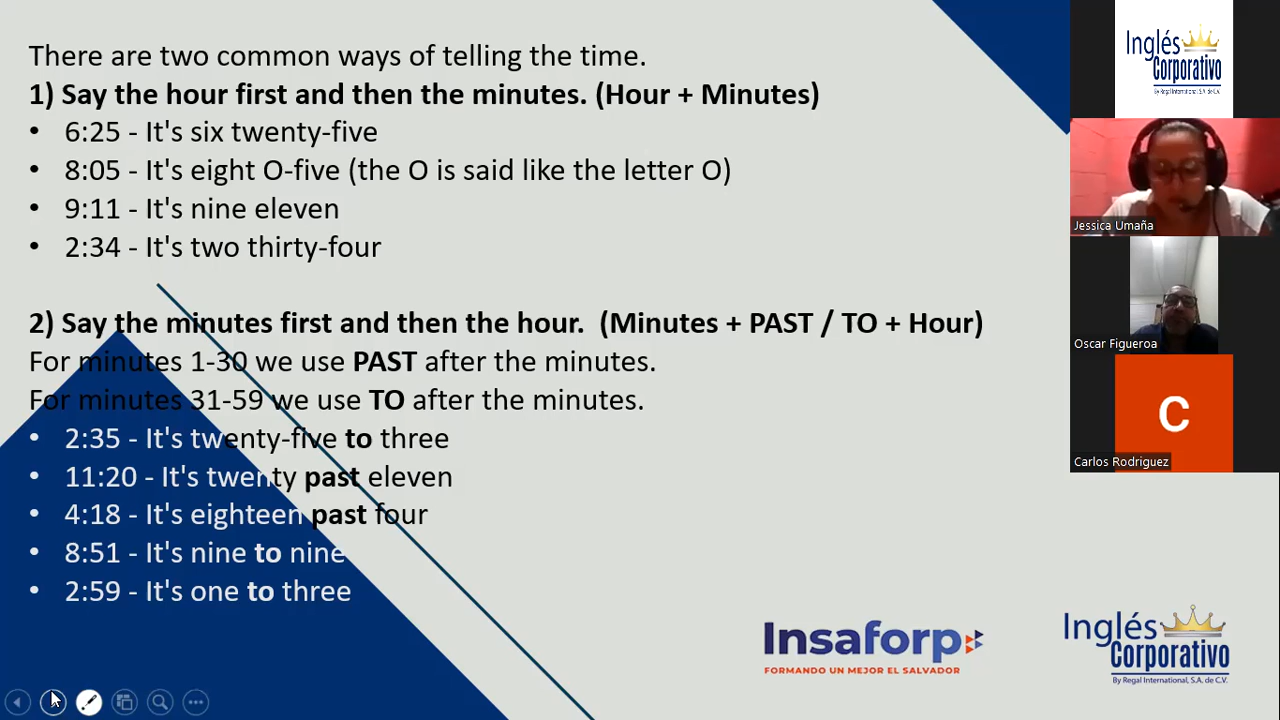 There are two common ways of telling the time.
1) Say the hour first and then the minutes. (Hour + Minutes)
• 6:25 - It's six twenty-five
• 8:05 - It's eight O-five (the O is said like the letter O)
• 9:11 - It's nine eleven
• 2:34 - It's two thirty-four
2) Say the minutes first and then the hour. (Minutes + PAST / TO + Hour)
For minutes 1-30 we use PAST after the minutes.
For minutes 31-59 we use TO after the minutes.
• 2:35 - It's twenty-five to three
• 11:20 - It's twenty past eleven
• 4:18 - It's eighteen past four
• 8:51 - It's nine to nine
• 2:59 - It's one to three
Insaforp
FORMANDO UN MEJOR EL SALVADOR
Inglés
Corporativo
By Regal International, S.A. de C.V.
Inglés
Corporativo
By Regal International, S.A. de C.V.
Jessica Umaña
Oscar Figueroa
C
Carlos Rodriguez